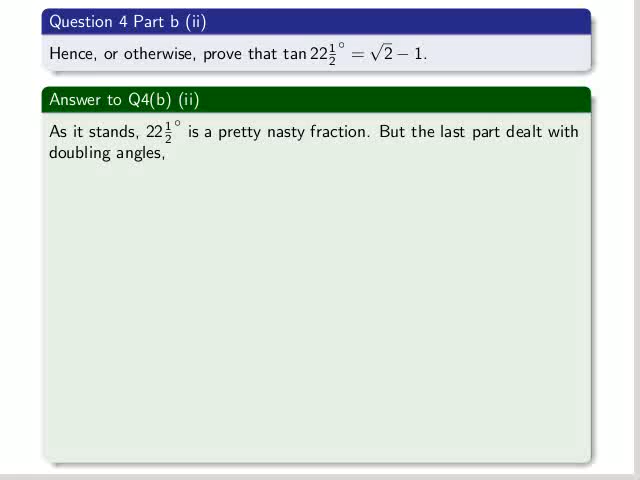 Question 4 Part b (ii)
Hence, or otherwise, prove that tan 22½° = √2 − 1.
Answer to Q4(b) (ii)
As it stands, 22½° is a pretty nasty fraction. But the last part dealt with
doubling angles,